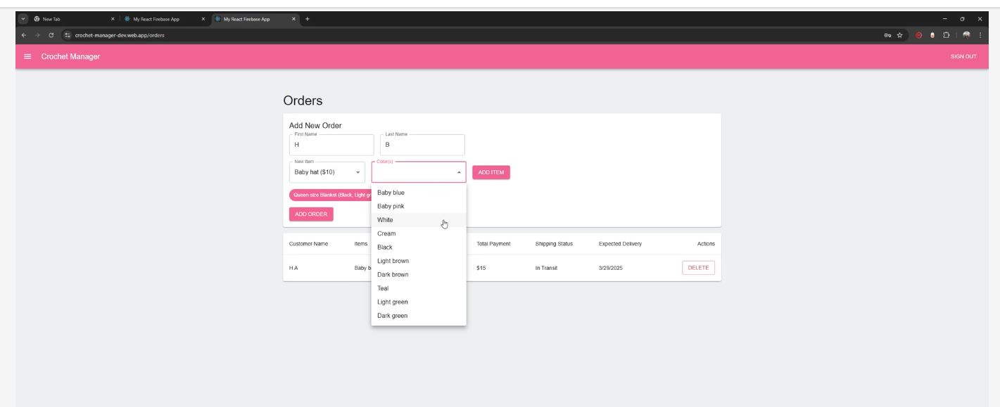 New Tab
My React Firebase App
My React Firebase App
crochet-manager-dev.web.app/orders
Crochet Manager
SIGN OUT
Orders
Add New Order
First Name
Last Name
H
B
New Item
Color(s)
Baby hat ($10)
ADD ITEM
Queen size Blanket (Black, Light
ADD ORDER
Baby blue
Baby pink
White
Cream
Black
Light brown
Dark brown
Teal
Light green
Dark green
Customer Name Items Total Payment Shipping Status Expected Delivery Actions
H A Baby $15 In Transit 3/29/2025 DELETE